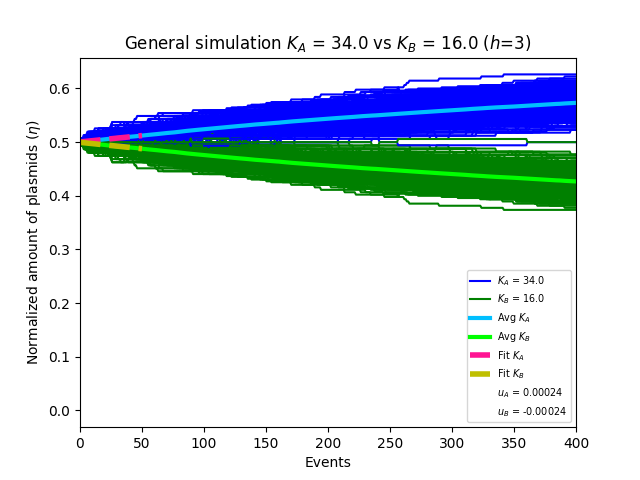 General simulation K_A = 34.0 vs K_B = 16.0 (h=3)
Normalized amount of plasmids (η)
0.6
0.5
0.4
0.3
0.2
0.1
0.0
K_A = 34.0
K_B = 16.0
Avg K_A
Avg K_B
Fit K_A
Fit K_B
u_A = 0.00024
u_B = -0.00024
0 50 100 150 200 250 300 350 400
Events